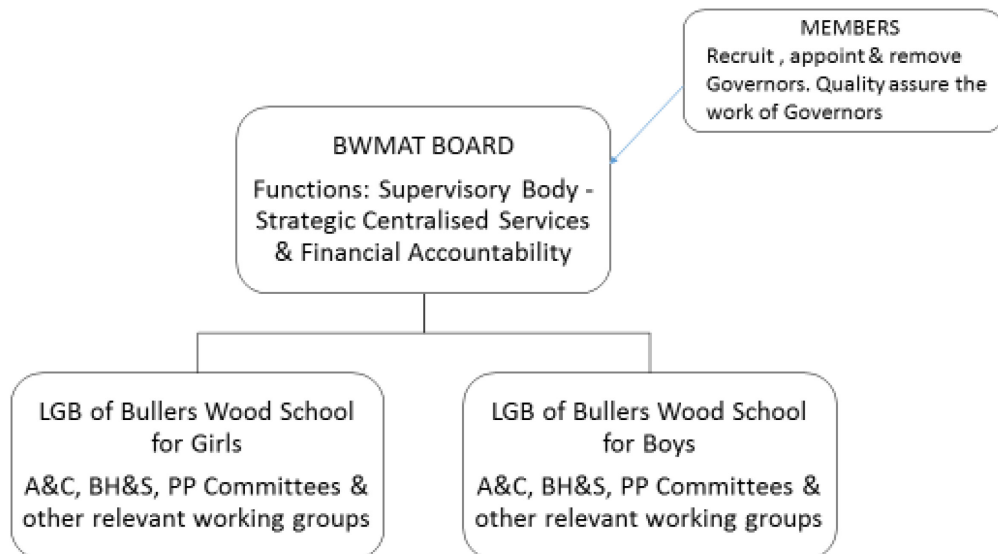 MEMBERS
Recruit , appoint & remove
Governors. Quality assure the
work of Governors
BWMAT BOARD
Functions: Supervisory Body -
Strategic Centralised Services
& Financial Accountability
LGB of Bullers Wood School
for Girls
A&C, BH&S, PP Committees &
other relevant working groups
LGB of Bullers Wood School
for Boys
A&C, BH&S, PP Committees &
other relevant working groups